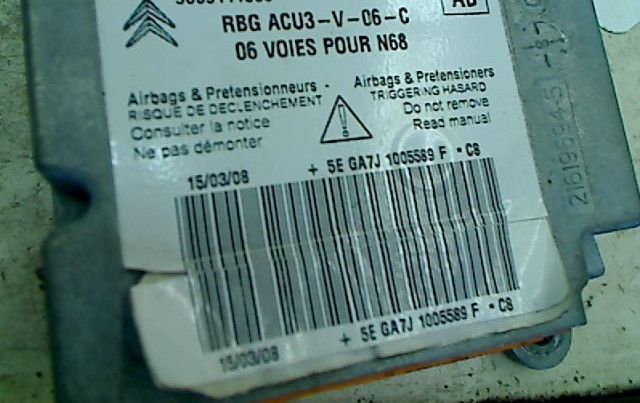 RBG ACU3-V-06-C
AB
06 VOIES POUR N68
Airbags & Pretensionneurs -
RISQUE DE DECLENCHEMENT
Consulter la notice
Ne pas démonter
Airbags & Pretensioners
TRIGGERING HASARD
Do not remove
Read manual
15/03/08 + 5E GA7J 1005589 F • C8
15/03/08 + 5E GA7J 1005589 F • C8